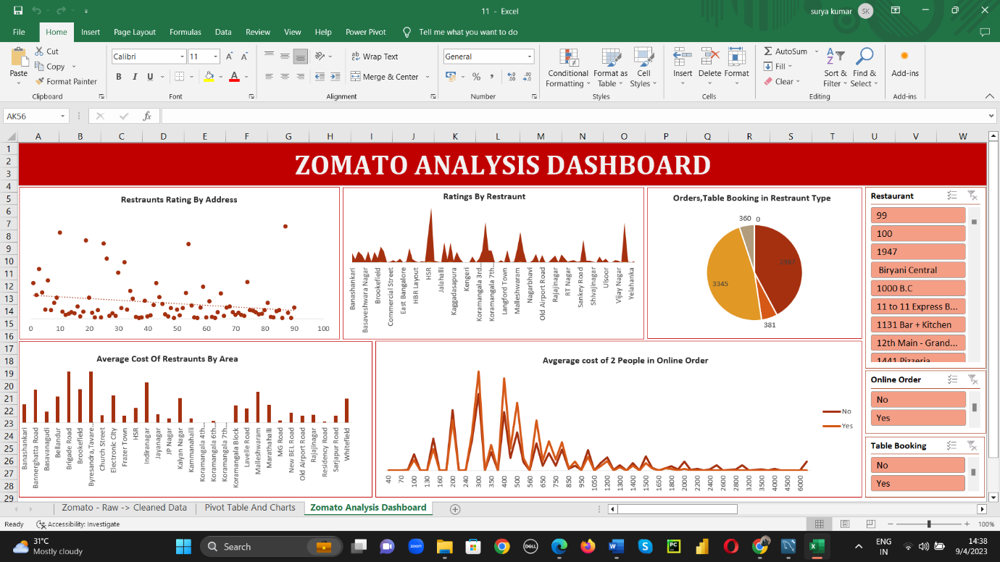 11 - Excel
surya kumar
SK
File Home Insert Page Layout Formulas Data Review View Help Power Pivot Tell me what you want to do
Paste
Cut
Copy
Format Painter
Clipboard
Calibri 11
B I U
Font
Wrap Text
Merge & Center
Alignment
General
Number
Conditional Formatting
Format as Table
Cell Styles
Styles
Insert Delete Format
Cells
AutoSum
Fill
Clear
Sort & Filter
Find & Select
Editing
Add-ins
Add-ins
AK56
fx
A B C D E F G H I J K L M N O P Q R S T U V W
1
2
3
4
5
6
7
8
9
10
11
12
13
14
15
16
17
18
19
20
21
22
23
24
25
26
27
28
29
ZOMATO ANALYSIS DASHBOARD
Restraunts Rating By Address
0 10 20 30 40 50 60 70 80 90 100
Ratings By Restraunt
Banashankari
Basaveshwara Nagar
Brookefield
Commercial Street
East Bangalore
HBR Layout
HSR
Jalahalli
Kaggadasapura
Kengeri
Koramangala 3rd...
Koramangala 7th...
Langford Town
Malleshwaram
Nagarbhavi
Old Airport Road
Rajajinagar
RT Nagar
Sankey Road
Shivajinagar
Ulsoor
Vijay Nagar
Yelahanka
Orders,Table Booking in Restraunt Type
360 0
3345
381
Restaurant
99
100
1947
Biryani Central
1000 B.C
11 to 11 Express B...
1131 Bar + Kitchen
12th Main - Grand...
1441 Pizzeria
Average Cost Of Restraunts By Area
Banashankari
Bannerghatta Road
Basavanagudi
Bellandur
Brigade Road
Brookefield
Byresandra,Tavare...
Church Street
Electronic City
Frazer Town
HSR
Indiranagar
Jayanagar
JP Nagar
Kalyan Nagar
Kammanahalli
Koramangala 4th...
Koramangala 6th...
Koramangala 7th...
Koramangala Block
Lavelle Road
Malleshwaram
Marathahalli
MG Road
New BEL Road
Old Airport Road
Rajajinagar
Residency Road
Sarjapur Road
Whitefield
Avgerage cost of 2 People in Online Order
No
Yes
40 70 100 130 160 200 240 300 350 400 500 560 650 750 850 950 1050 1200 1300 1400 1500 1650 1800 2000 2200 2400 2600 2800 3200 3400 4000 4500 6000
Online Order
No
Yes
Table Booking
No
Yes
Zomato - Raw -> Cleaned Data Pivot Table And Charts Zomato Analysis Dashboard
Ready Accessibility: Investigate
100%
31°C
Mostly cloudy
Search
zoom
DELL
W
S
PC
ENG
IN
14:38
9/4/2023